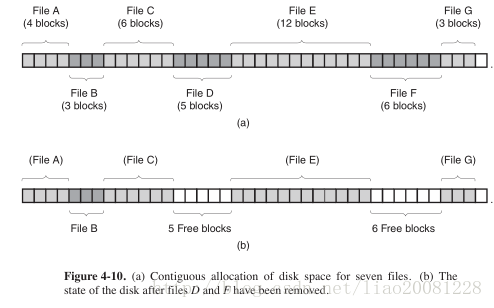 File A
(4 blocks)
File C
(6 blocks)
File E
(12 blocks)
File G
(3 blocks)
File B
(3 blocks)
File D
(5 blocks)
File F
(6 blocks)
(a)
(File A)
(File C)
(File E)
(File G)
File B
5 Free blocks
6 Free blocks
(b)
Figure 4-10. (a) Contiguous allocation of disk space for seven files. (b) The
state of the disk after files D and F have been removed.
http://blog.csdn.net/liao20081228